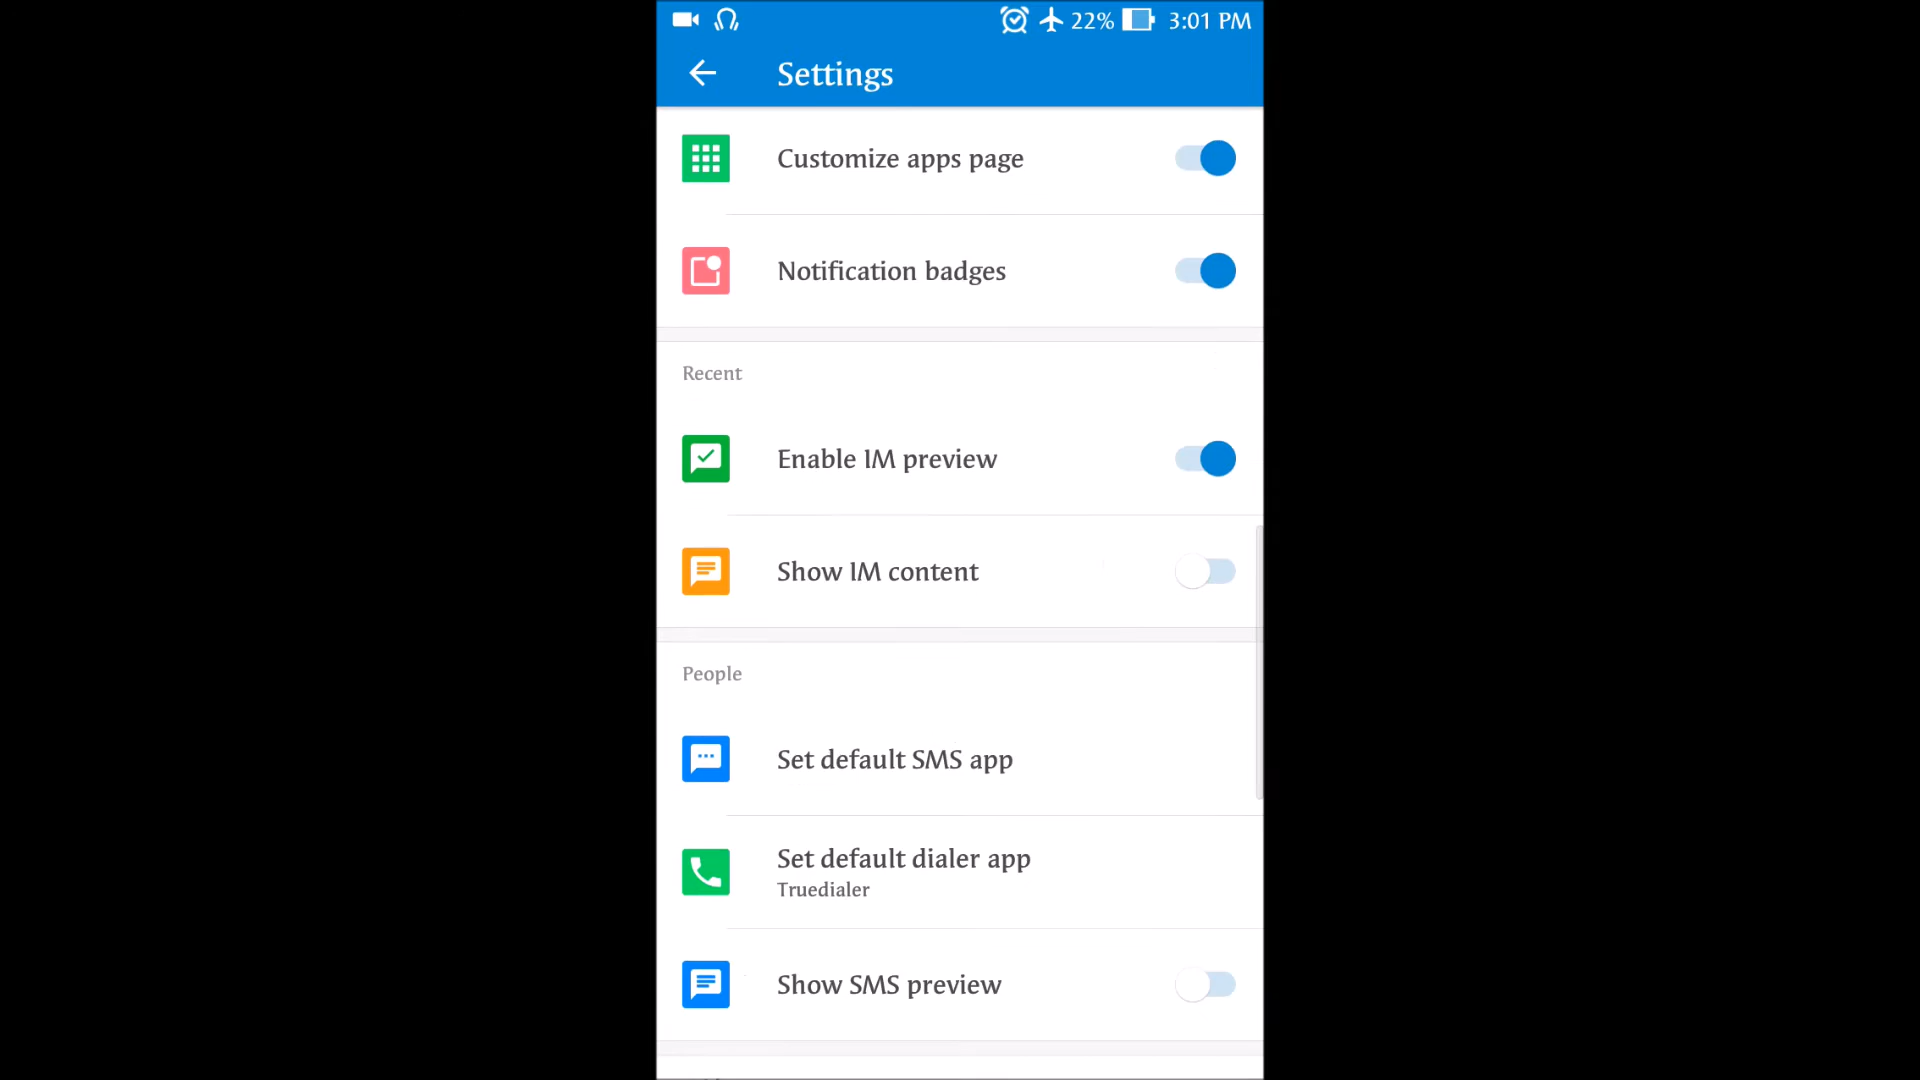 22% 3:01 PM
Settings
Customize apps page
Notification badges
Recent
Enable IM preview
Show IM content
People
Set default SMS app
Set default dialer app
Truedialer
Show SMS preview